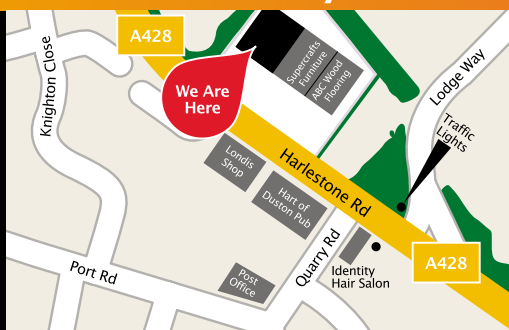 A428
Knighton Close
We Are
Here
Supercrafts
Furniture
ABC Wood
Flooring
Lodge Way
Traffic
Lights
Londis
Shop
Harlestone Rd
Hart of
Duston Pub
Quarry Rd
Port Rd
Post
Office
Identity
Hair Salon
A428